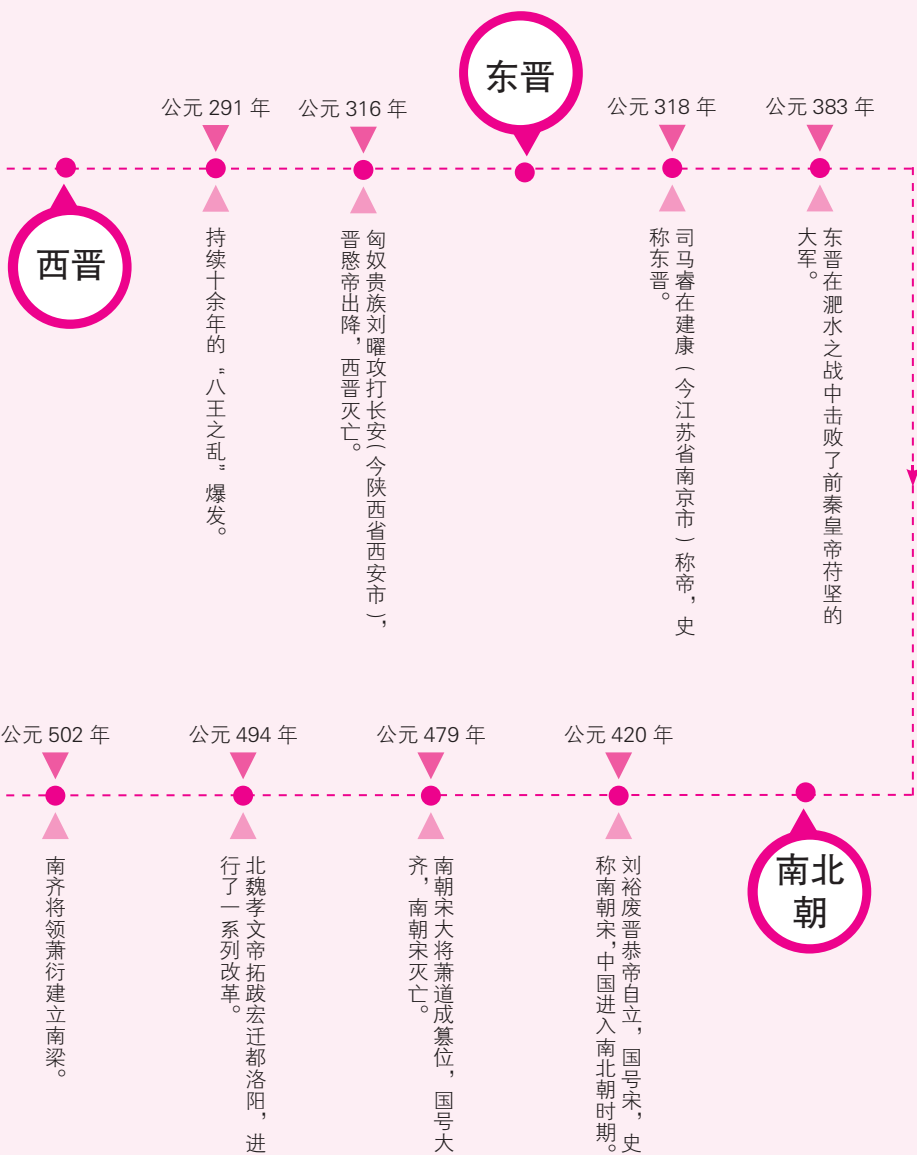 西晋
公元 291 年
持续十余年的“八王之乱”爆发。
公元 316 年
匈奴贵族刘曜攻打长安(今陕西省西安市)，
晋愍帝出降，西晋灭亡。
东晋
公元 318 年
司马睿在建康（今江苏省南京市）称帝，史
称东晋。
公元 383 年
东晋在淝水之战中击败了前秦皇帝苻坚的
大军。
南北
朝
公元 420 年
刘裕废晋恭帝自立，国号宋，史
称南朝宋，中国进入南北朝时期。
公元 479 年
南朝宋大将萧道成篡位，国号大
齐，南朝宋灭亡。
公元 494 年
北魏孝文帝拓跋宏迁都洛阳，进
行了一系列改革。
公元 502 年
南齐将领萧衍建立南梁。